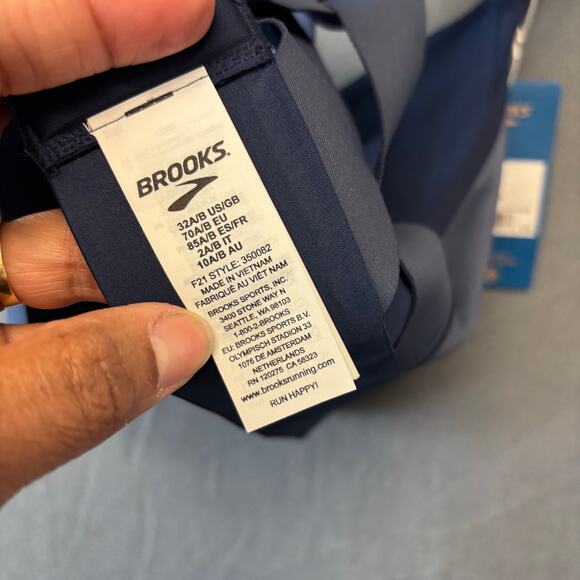 BROOKS®
32A/B US/GB
70A/B EU
85A/B ES/FR
2A/B IT
10A/B AU
F21 STYLE: 350082
MADE IN VIETNAM
FABRIQUÉ AU VIÊT NAM
BROOKS SPORTS, INC.
3400 STONE WAY N
SEATTLE, WA 98103
1-800-2-BROOKS
EU: BROOKS SPORTS B.V.
OLYMPISCH STADION 33
1076 DE AMSTERDAM
NETHERLANDS
RN 120275 CA 58323
www.brooksrunning.com
RUN HAPPY!